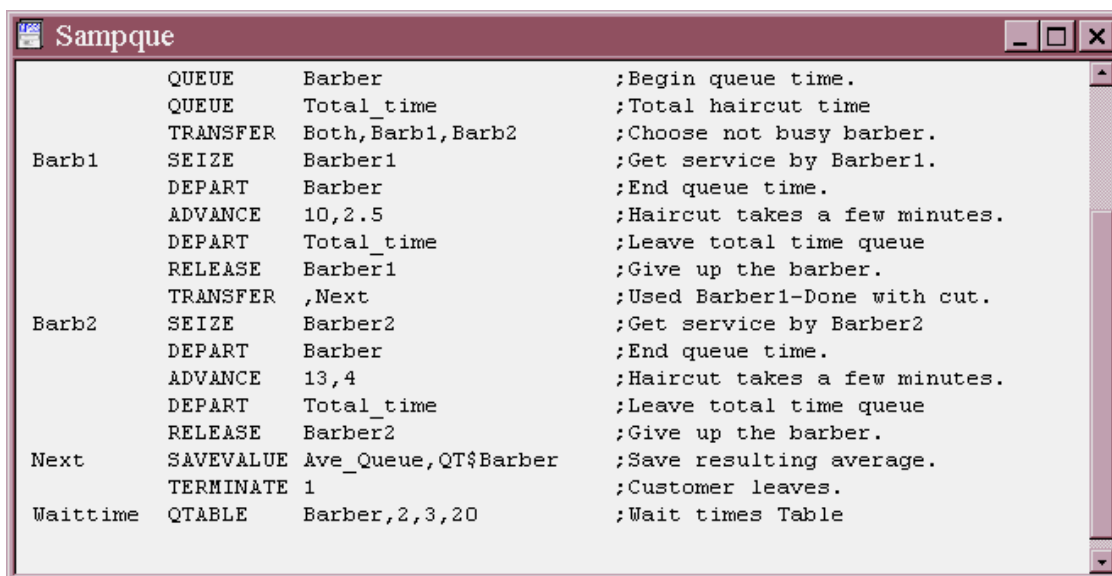 Sampque
QUEUE Barber ;Begin queue time.
QUEUE Total_time ;Total haircut time
TRANSFER Both,Barb1,Barb2 ;Choose not busy barber.
Barb1 SEIZE Barber1 ;Get service by Barber1.
DEPART Barber ;End queue time.
ADVANCE 10,2.5 ;Haircut takes a few minutes.
DEPART Total_time ;Leave total time queue
RELEASE Barber1 ;Give up the barber.
TRANSFER ,Next ;Used Barber1-Done with cut.
Barb2 SEIZE Barber2 ;Get service by Barber2
DEPART Barber ;End queue time.
ADVANCE 13,4 ;Haircut takes a few minutes.
DEPART Total_time ;Leave total time queue
RELEASE Barber2 ;Give up the barber.
Next SAVEVALUE Ave_Queue,QT$Barber ;Save resulting average.
TERMINATE 1 ;Customer leaves.
Waittime QTABLE Barber,2,3,20 ;Wait times Table